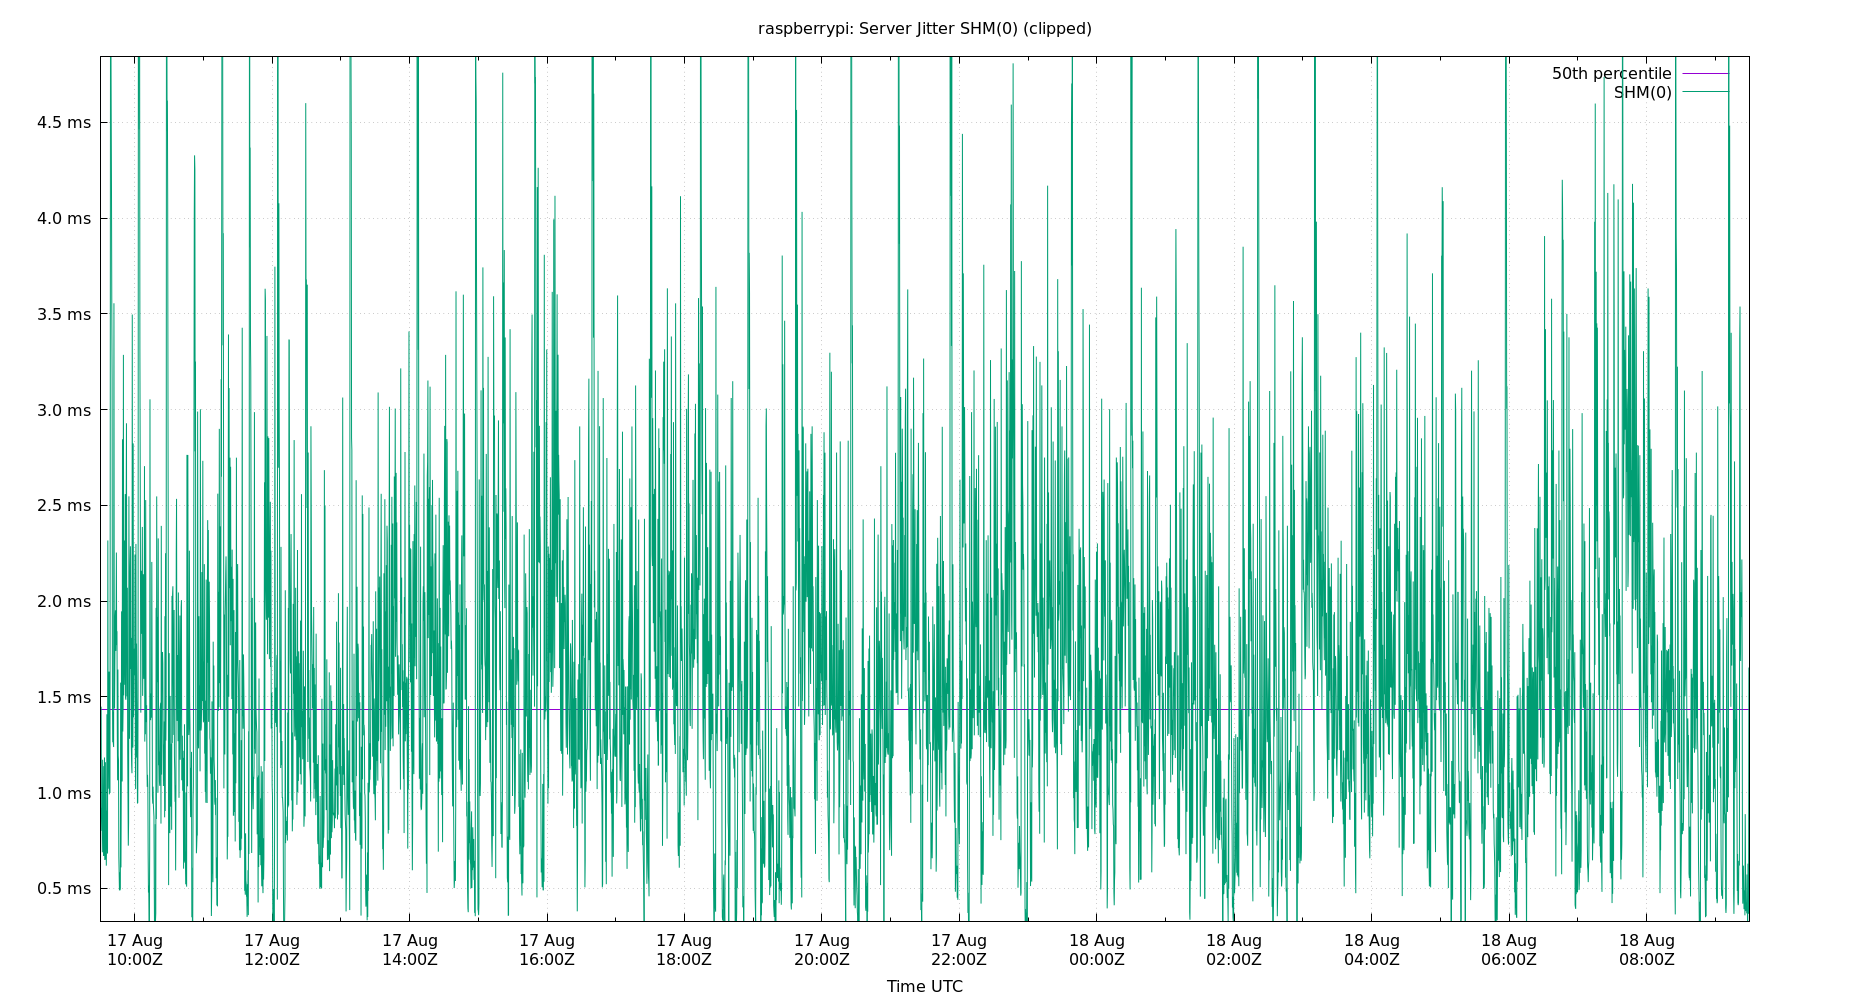 raspberrypi: Server Jitter SHM(0) (clipped)
50th percentile
SHM(0)
4.5 ms
4.0 ms
3.5 ms
3.0 ms
2.5 ms
2.0 ms
1.5 ms
1.0 ms
0.5 ms
17 Aug 17 Aug 17 Aug 17 Aug 17 Aug 17 Aug 17 Aug 18 Aug 18 Aug 18 Aug 18 Aug 18 Aug
10:00Z 12:00Z 14:00Z 16:00Z 18:00Z 20:00Z 22:00Z 00:00Z 02:00Z 04:00Z 06:00Z 08:00Z
Time UTC